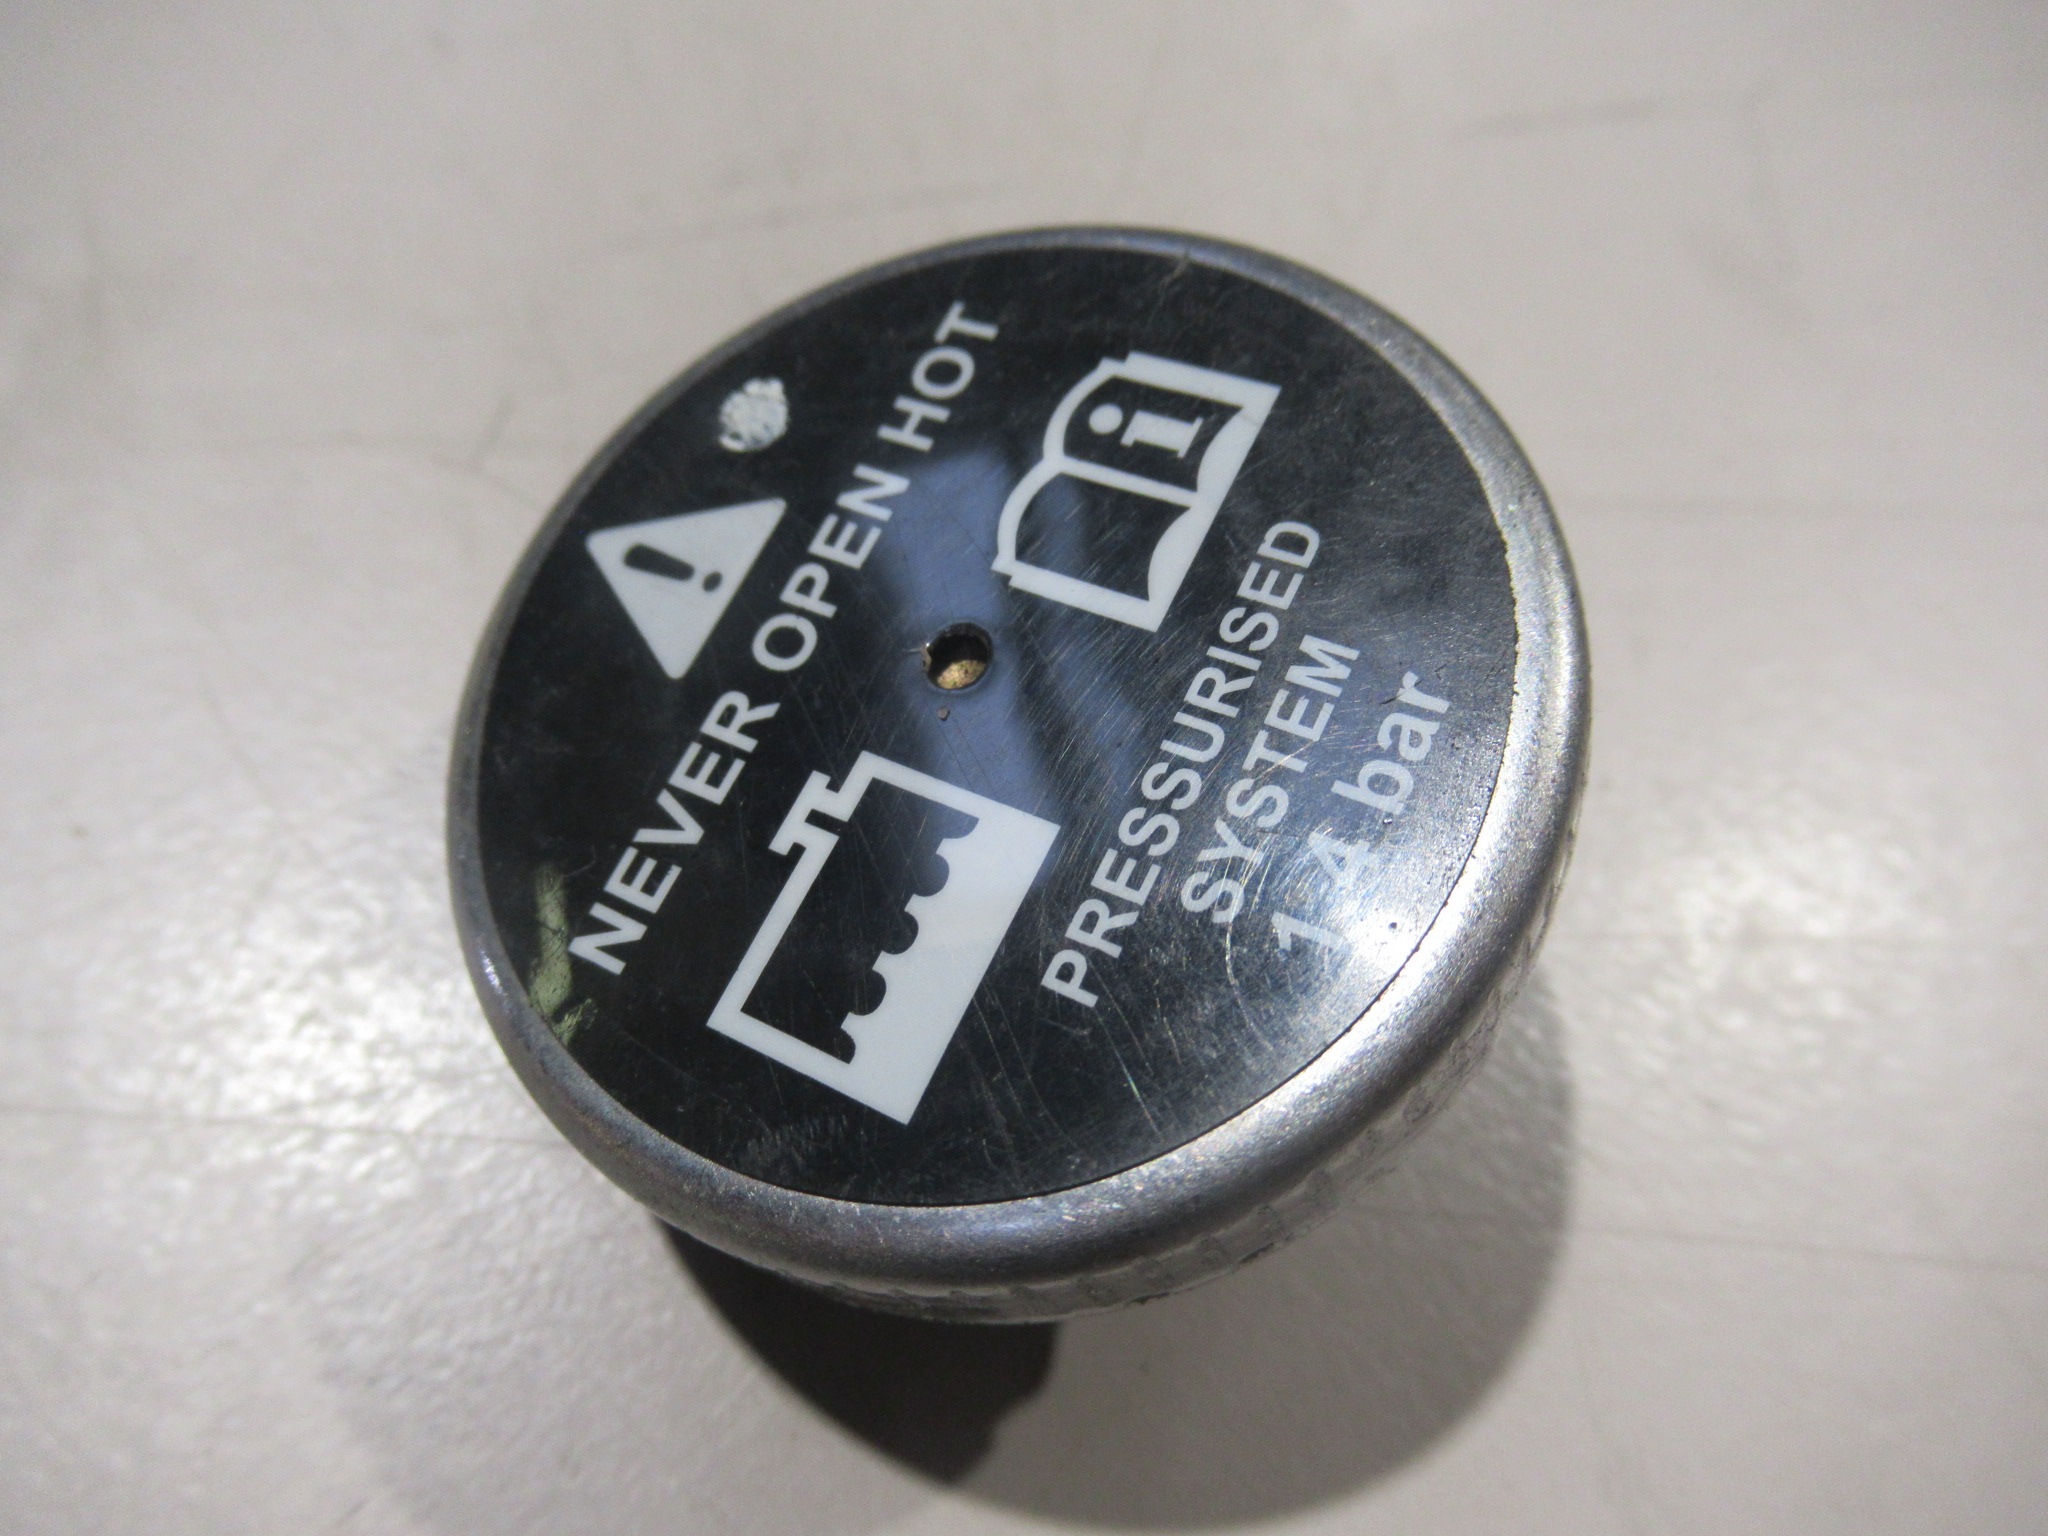 !
NEVER OPEN HOT
i
PRESSURISED
SYSTEM
1.4 bar